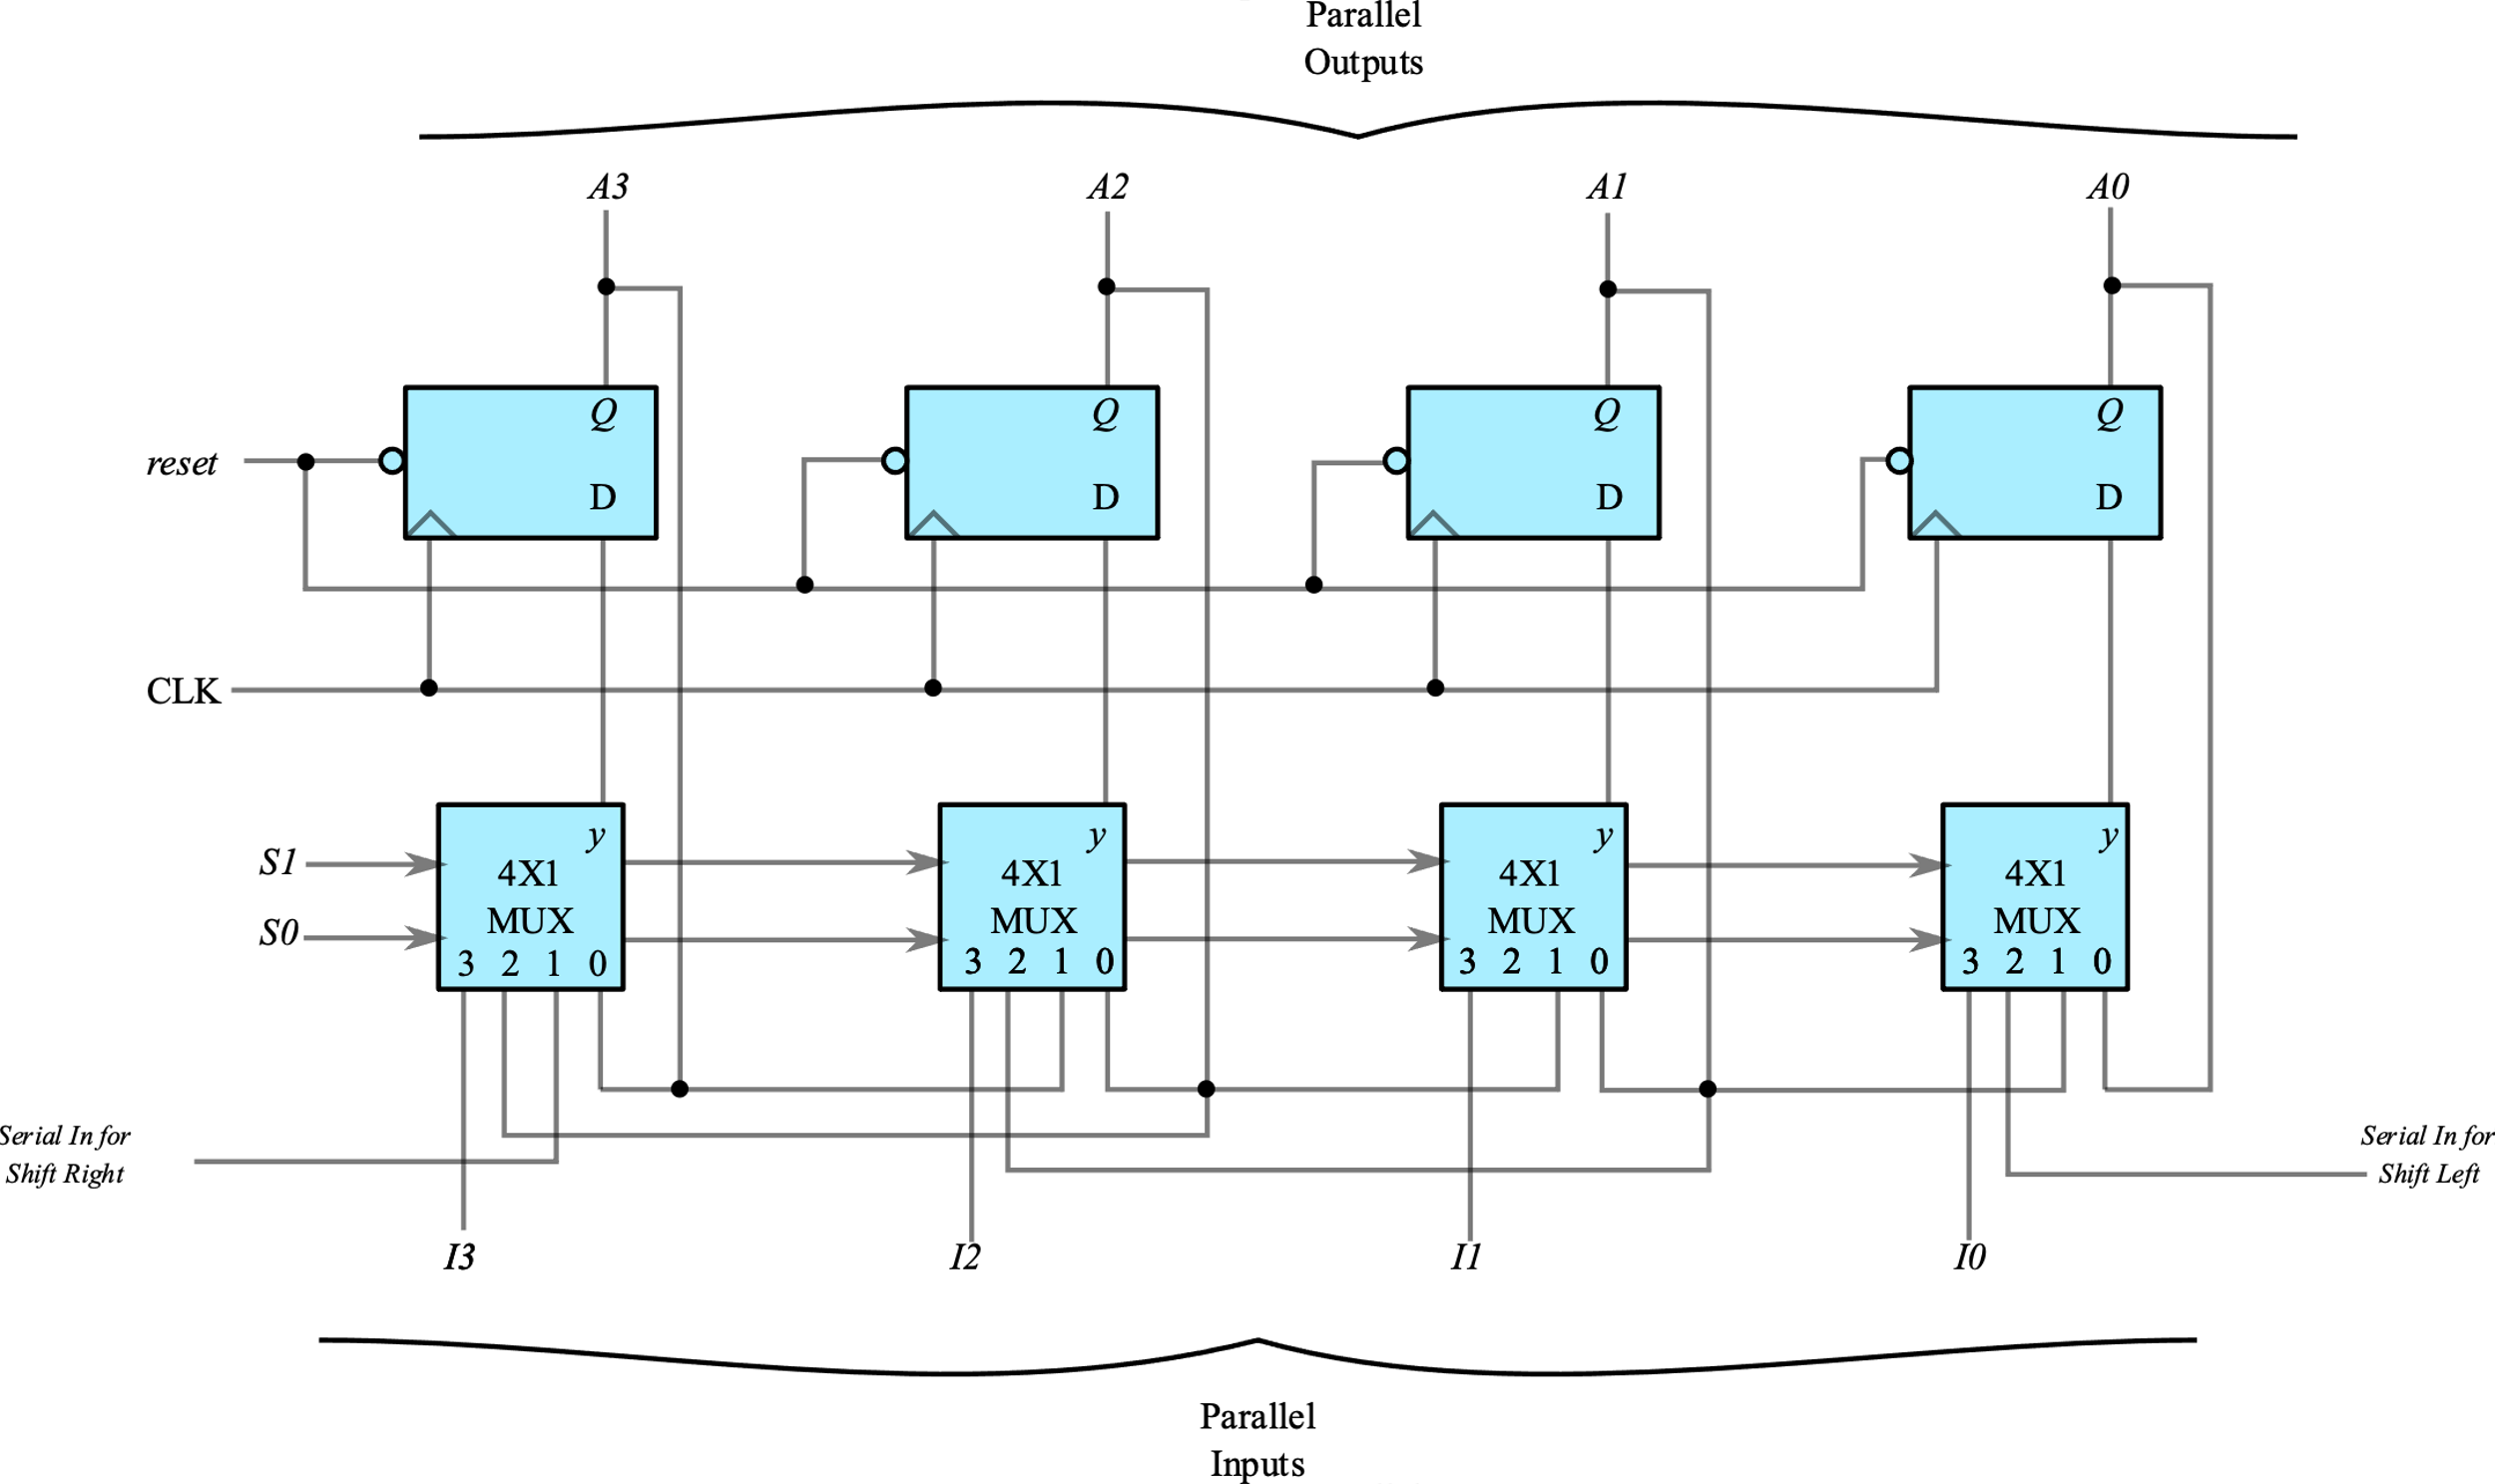 Parallel
Outputs
A3 A2 A1 A0
Q Q Q Q
reset
D D D D
CLK
y y y y
S1 4X1 4X1 4X1 4X1
S0 MUX MUX MUX MUX
3 2 1 0 3 2 1 0 3 2 1 0 3 2 1 0
Serial In for
Shift Right
Serial In for
Shift Left
I3 I2 I1 I0
Parallel
Inputs